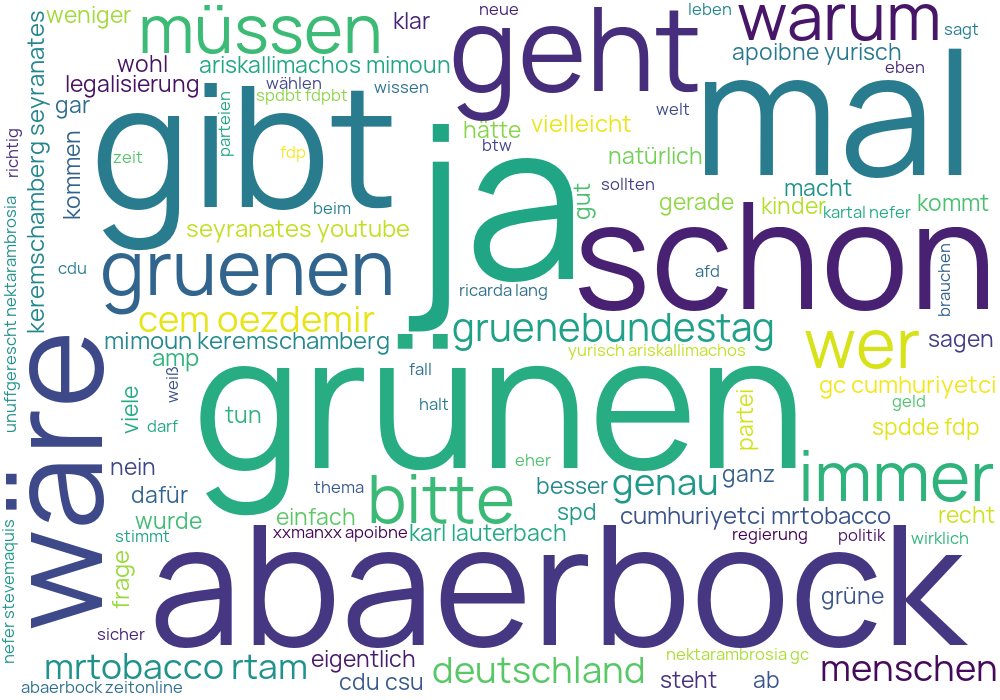 weniger
müssen
klar
neue
leben
warum
sagt
geht
apoibne yurisch
wohl
ariskallimachos mimoun
eben
legalisierung
wählen
wissen
mal
spdbt fdpbt
gar
parteien
gibt
welt
hätte
vielleicht
btw
ja
richtig
keremschamberg seyranates
kommen
zeit
fdp
natürlich
sollten
macht
gut
gerade
kinder
kommt
kartal nefer
beim
schon
unuffgerescht nektarambrosia
seyranates youtube
gruenen
cdu
afd
brauchen
ricarda lang
cem oezdemir
gruenebundestag
wer
sagen
mimoun keremschamberg
yurisch ariskallimachos
amp
wäre
weiß
fall
grünen
gc cumhuriyetci
viele
tun
halt
partei
geld
darf
spdde fdp
nein
eher
immer
thema
bitte
besser
genau
ganz
dafür
spd
nefer stevemaquis
wurde
einfach
cumhuriyetci mrtobacco
recht
stimmt
xxmanxx apoibne
karl lauterbach
regierung
politik
wirklich
abaerbock
frage
grüne
sicher
mrtobacco rtam
eigentlich
deutschland
nektarambrosia gc
menschen
abaerbock zeitonline
cdu csu
steht
ab